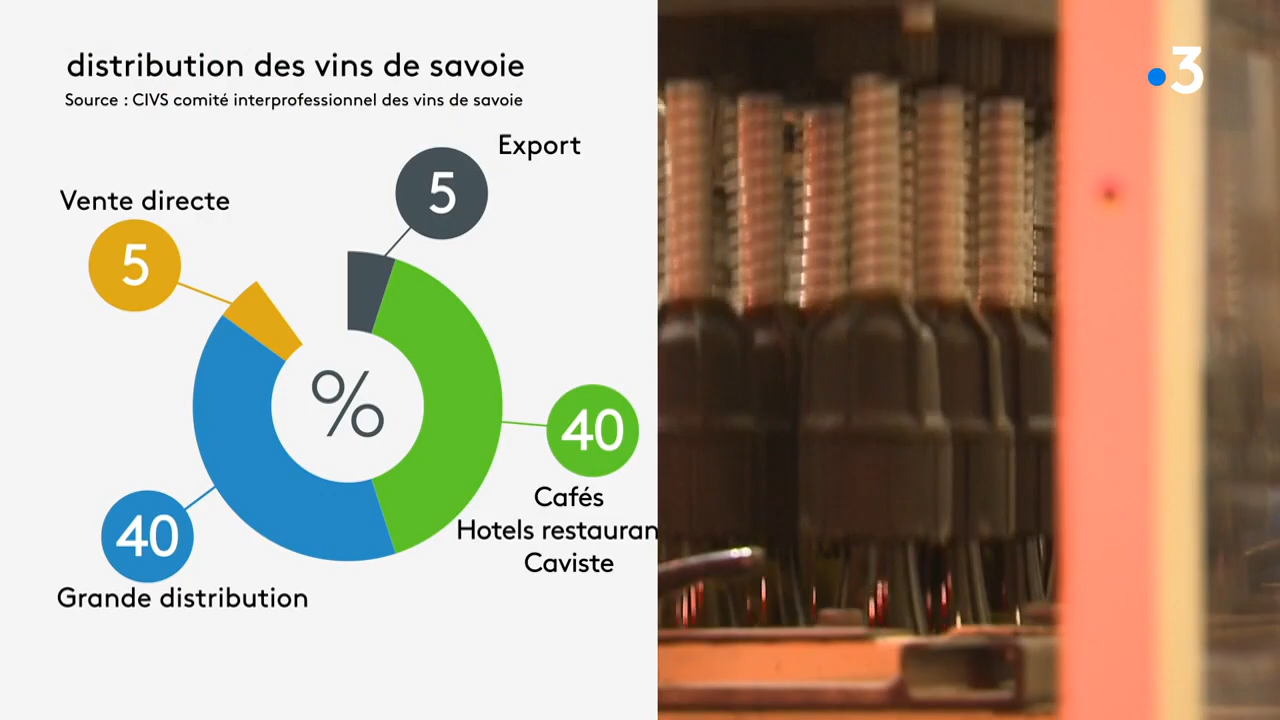 distribution des vins de savoie
Source : CIVS comité interprofessionnel des vins de savoie
Export
5
Vente directe
5
%
40
Cafés
Hotels restauran
Caviste
40
Grande distribution
3